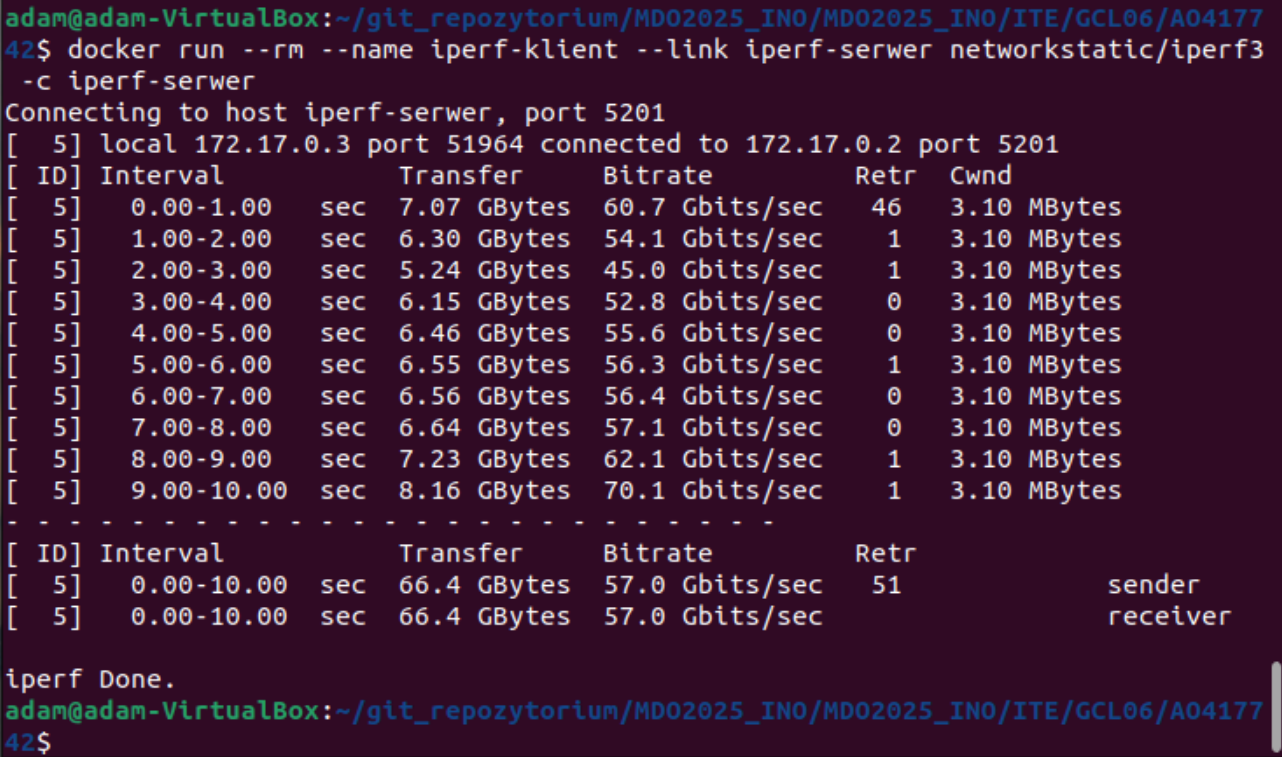 adam@adam-VirtualBox:~/git_repozytorium/MDO2025_INO/MDO2025_INO/ITE/GCL06/AO4177
42$ docker run --rm --name iperf-klient --link iperf-serwer networkstatic/iperf3
 -c iperf-serwer
Connecting to host iperf-serwer, port 5201
[  5] local 172.17.0.3 port 51964 connected to 172.17.0.2 port 5201
[ ID] Interval           Transfer     Bitrate         Retr  Cwnd
[  5]   0.00-1.00   sec  7.07 GBytes  60.7 Gbits/sec   46   3.10 MBytes
[  5]   1.00-2.00   sec  6.30 GBytes  54.1 Gbits/sec    1   3.10 MBytes
[  5]   2.00-3.00   sec  5.24 GBytes  45.0 Gbits/sec    1   3.10 MBytes
[  5]   3.00-4.00   sec  6.15 GBytes  52.8 Gbits/sec    0   3.10 MBytes
[  5]   4.00-5.00   sec  6.46 GBytes  55.6 Gbits/sec    0   3.10 MBytes
[  5]   5.00-6.00   sec  6.55 GBytes  56.3 Gbits/sec    1   3.10 MBytes
[  5]   6.00-7.00   sec  6.56 GBytes  56.4 Gbits/sec    0   3.10 MBytes
[  5]   7.00-8.00   sec  6.64 GBytes  57.1 Gbits/sec    0   3.10 MBytes
[  5]   8.00-9.00   sec  7.23 GBytes  62.1 Gbits/sec    1   3.10 MBytes
[  5]   9.00-10.00  sec  8.16 GBytes  70.1 Gbits/sec    1   3.10 MBytes
- - - - - - - - - - - - - - - - - - - - - - - - -
[ ID] Interval           Transfer     Bitrate         Retr
[  5]   0.00-10.00  sec  66.4 GBytes  57.0 Gbits/sec   51             sender
[  5]   0.00-10.00  sec  66.4 GBytes  57.0 Gbits/sec                  receiver

iperf Done.
adam@adam-VirtualBox:~/git_repozytorium/MDO2025_INO/MDO2025_INO/ITE/GCL06/AO4177
42$